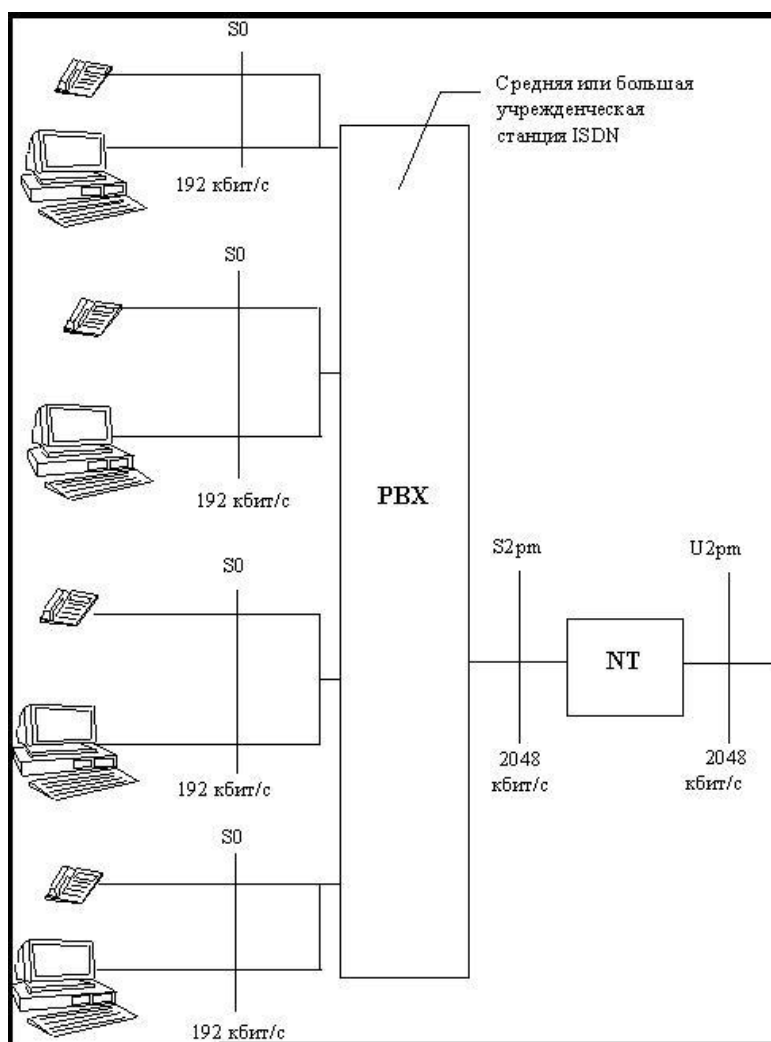 S0
Средняя или большая
учрежденческая
станция ISDN
192 кбит/с
S0
192 кбит/с
PBX
S2pm
U2pm
S0
NT
2048
кбит/с
2048
кбит/с
192 кбит/с
S0
192 кбит/с